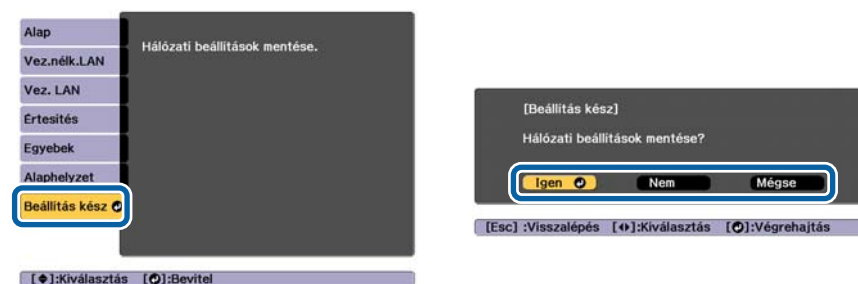 Alap
Vez.nélk.LAN
Vez. LAN
Értesítés
Egyebek
Alaphelyzet
Beállítás kész
Hálózati beállítások mentése.
[]:Kiválasztás []:Bevitel
[Beállítás kész]
Hálózati beállítások mentése?
Igen Nem Mégse
[Esc] :Visszalépés []:Kiválasztás []:Végrehajtás